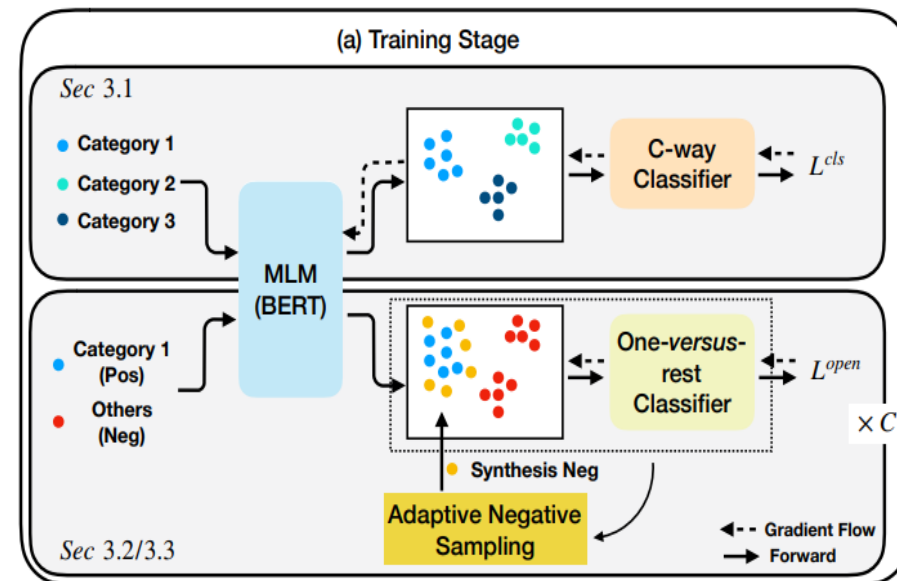 (a) Training Stage
Sec 3.1
Category 1
Category 2
Category 3
MLM
(BERT)
C-way
Classifier
L^{cls}
Category 1
(Pos)
Others
(Neg)
One-versus-
rest
Classifier
L^{open}
× C
Synthesis Neg
Adaptive Negative
Sampling
Gradient Flow
Forward
Sec 3.2/3.3